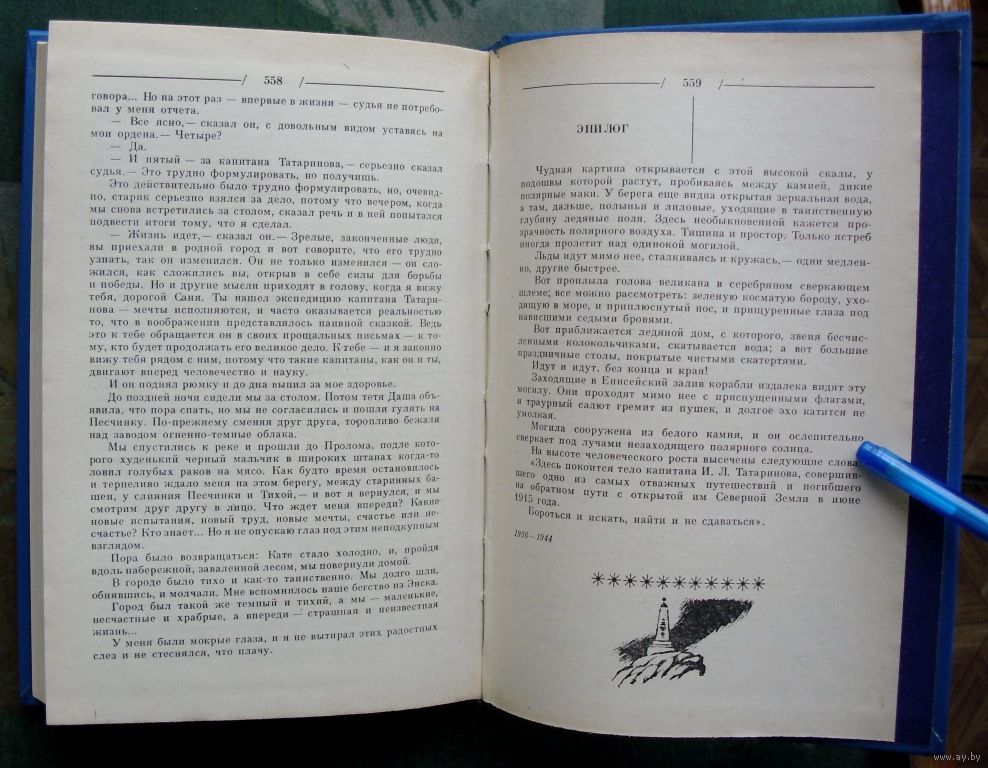 558
говора... Но на этот раз — впервые в жизни — судья не потребо-
вал у меня отчета.
— Все ясно,— сказал он, с довольным видом уставясь на
мои ордена.— Четыре?
— Да.
— И пятый — за капитана Татаринова,— серьезно сказал
судья.— Это трудно формулировать, но получишь.
Это действительно было трудно формулировать, но, очевид-
но, старик серьезно взялся за дело, потому что вечером, когда
мы снова встретились за столом, сказал речь и в ней попытался
подвести итоги тому, что я сделал.
— Жизнь идет,— сказал он.— Зрелые, законченные люди,
вы приехали в родной город и вот говорите, что его трудно
узнать, так он изменился. Он не только изменился — он сло-
жился, как сложились вы, открыв в себе силы для борьбы
и победы. Но и другие мысли приходят в голову, когда я вижу
тебя, дорогой Саня. Ты нашел экспедицию капитана Татари-
нова — мечты исполняются, и часто оказывается реальностью
то, что в воображении представлялось наивной сказкой. Ведь
это к тебе обращается он в своих прощальных письмах — к то-
му, кто будет продолжать его великое дело. К тебе — и я законно
вижу тебя рядом с ним, потому что такие капитаны, как он и ты,
двигают вперед человечество и науку.
И он поднял рюмку и до дна выпил за мое здоровье.
До поздней ночи сидели мы за столом. Потом тетя Даша объ-
явила, что пора спать, но мы не согласились и пошли гулять на
Песчинку. По-прежнему сменяя друг друга, торопливо бежали
над заводом огненно-темные облака.
Мы спустились к реке и прошли до Пролома, подле кото-
рого худенький черный мальчик в широких штанах когда-то
ловил голубых раков на мясо. Как будто время остановилось
и терпеливо ждало меня на этом берегу, между старинных ба-
шен, у слияния Песчинки и Тихой,— и вот я вернулся, и мы
смотрим друг другу в лицо. Что ждет меня впереди? Какие
новые испытания, новый труд, новые мечты, счастье или не-
счастье? Кто знает... Но я не опускаю глаз под этим неподкупным
взглядом.
Пора было возвращаться: Кате стало холодно, и, пройдя
вдоль набережной, заваленной лесом, мы повернули домой.
В городе было тихо и как-то таинственно. Мы долго шли,
обнявшись, и молчали. Мне вспомнилось наше бегство из Энска.
Город был такой же темный и тихий, а мы — маленькие,
несчастные и храбрые, а впереди — страшная и неизвестная
жизнь...
У меня были мокрые глаза, и я не вытирал этих радостных
слез и не стеснялся, что плачу.
559
ЭПИЛОГ
Чудная картина открывается с этой высокой скалы, у
подошвы которой растут, пробиваясь между камней, дикие
полярные маки. У берега еще видна открытая зеркальная вода,
а там, дальше, полыньи и лиловые, уходящие в таинственную
глубину ледяные поля. Здесь необыкновенной кажется про-
зрачность полярного воздуха. Тишина и простор. Только ястреб
иногда пролетит над одинокой могилой.
Льды идут мимо нее, сталкиваясь и кружась,— одни медлен-
но, другие быстрее.
Вот проплыла голова великана в серебряном сверкающем
шлеме; все можно рассмотреть: зеленую косматую бороду, ухо-
дящую в море, и приплюснутый нос, и прищуренные глаза под
нависшими седыми бровями.
Вот приближается ледяной дом, с которого, звеня бесчис-
ленными колокольчиками, скатывается вода; а вот большие
праздничные столы, покрытые чистыми скатертями.
Идут и идут, без конца и края!
Заходящие в Енисейский залив корабли издалека видят эту
могилу. Они проходят мимо нее с приспущенными флагами,
и траурный салют гремит из пушек, и долгое эхо катится не
умолкая.
Могила сооружена из белого камня, и он ослепительно
сверкает под лучами незаходящего полярного солнца.
На высоте человеческого роста высечены следующие слова:
«Здесь покоится тело капитана И. Л. Татаринова, совершив-
шего одно из самых отважных путешествий и погибшего
на обратном пути с открытой им Северной Земли в июне
1915 года.
Бороться и искать, найти и не сдаваться».
1936—1944
www.ay.by